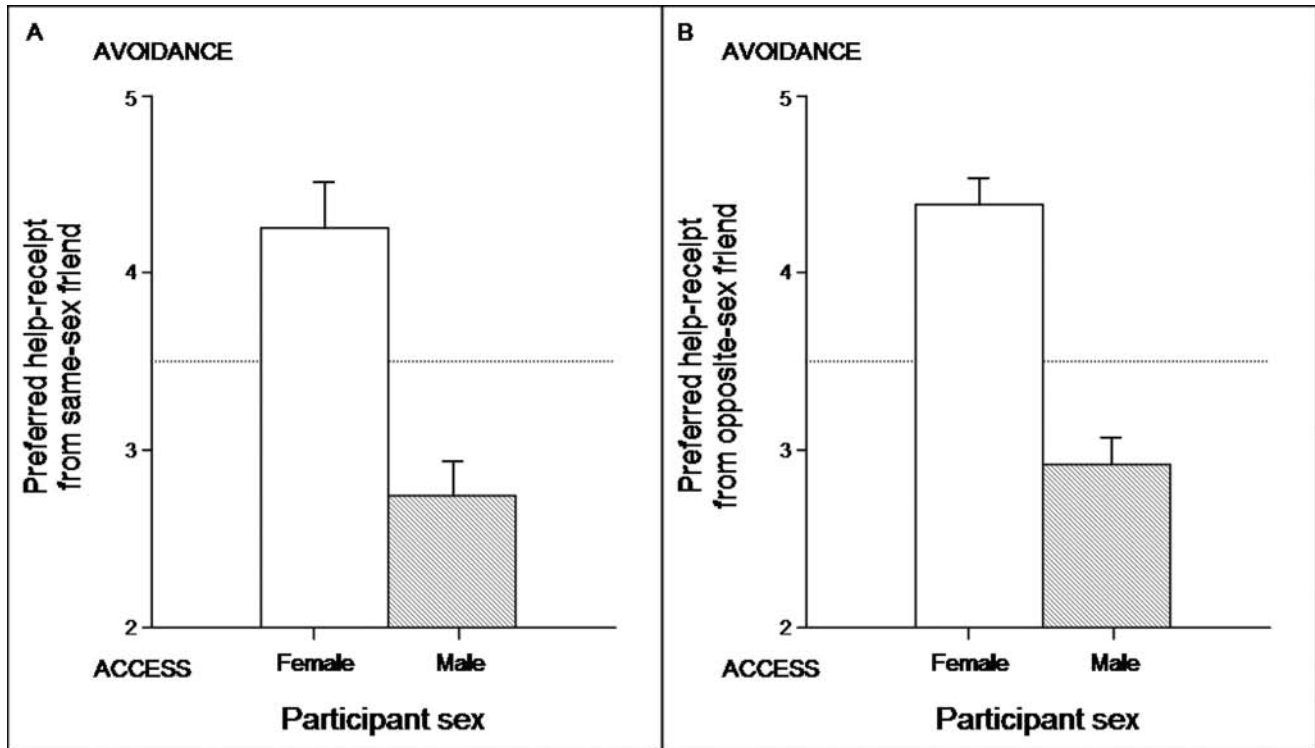 A
AVOIDANCE
5
4
3
2
Preferred help-receipt
from same-sex friend
ACCESS
Female
Male
Participant sex
B
AVOIDANCE
5
4
3
2
Preferred help-receipt
from opposite-sex friend
ACCESS
Female
Male
Participant sex